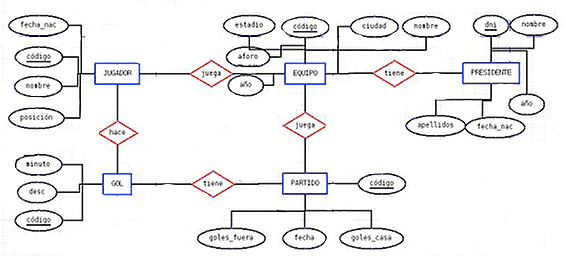 fecha_nac
estadio
código
ciudad
nombre
dni
nombre
código
aforo
JUGADOR
juega
EQUIPO
tiene
PRESIDENTE
nombre
año
año
posición
hace
juega
apellidos
fecha_nac
minuto
desc
GOL
tiene
PARTIDO
código
código
goles_fuera
fecha
goles_casa